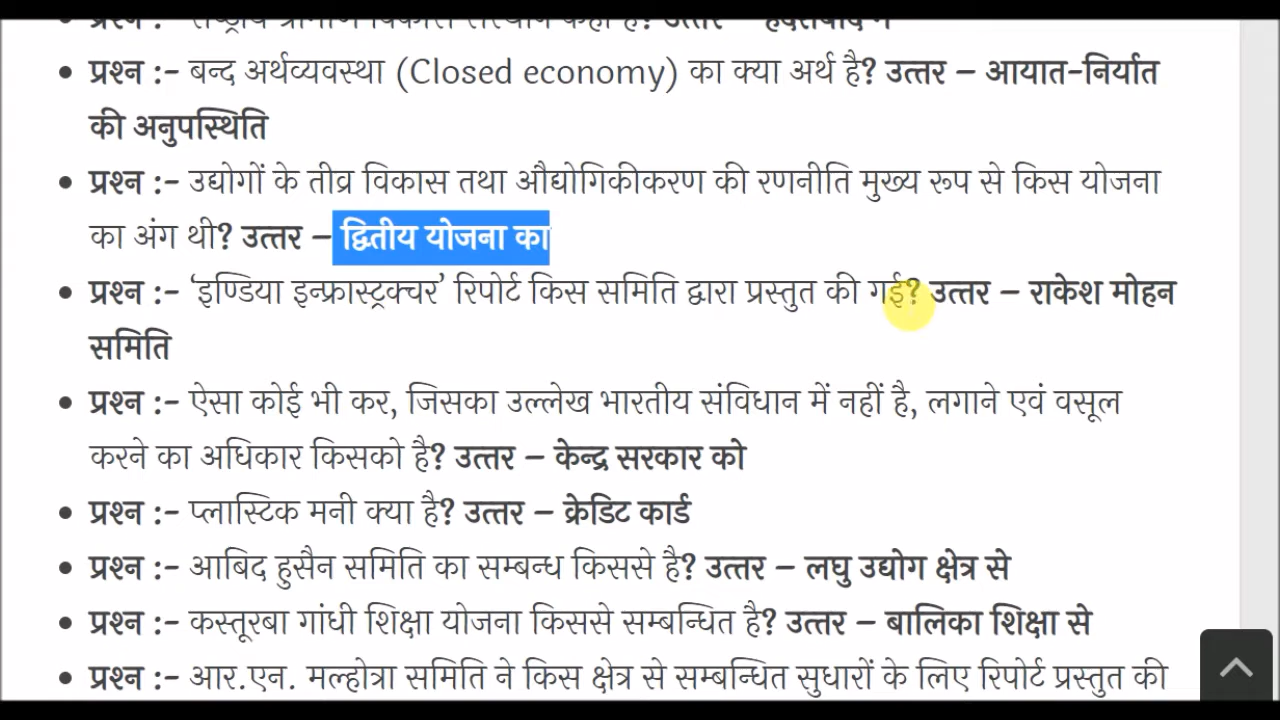 प्रश्न :- बन्द अर्थव्यवस्था (Closed economy) का क्या अर्थ है? उत्तर – आयात-निर्यात
की अनुपस्थिति
प्रश्न :- उद्योगों के तीव्र विकास तथा औद्योगिकीकरण की रणनीति मुख्य रूप से किस योजना
का अंग थी? उत्तर – द्वितीय योजना का
प्रश्न :- ‘इण्डिया इन्फ्रास्ट्रक्चर’ रिपोर्ट किस समिति द्वारा प्रस्तुत की गई? उत्तर – राकेश मोहन
समिति
प्रश्न :- ऐसा कोई भी कर, जिसका उल्लेख भारतीय संविधान में नहीं है, लगाने एवं वसूल
करने का अधिकार किसको है? उत्तर – केन्द्र सरकार को
प्रश्न :- प्लास्टिक मनी क्या है? उत्तर – क्रेडिट कार्ड
प्रश्न :- आबिद हुसैन समिति का सम्बन्ध किससे है? उत्तर – लघु उद्योग क्षेत्र से
प्रश्न :- कस्तूरबा गांधी शिक्षा योजना किससे सम्बन्धित है? उत्तर – बालिका शिक्षा से
प्रश्न :- आर.एन. मल्होत्रा समिति ने किस क्षेत्र से सम्बन्धित सुधारों के लिए रिपोर्ट प्रस्तुत की